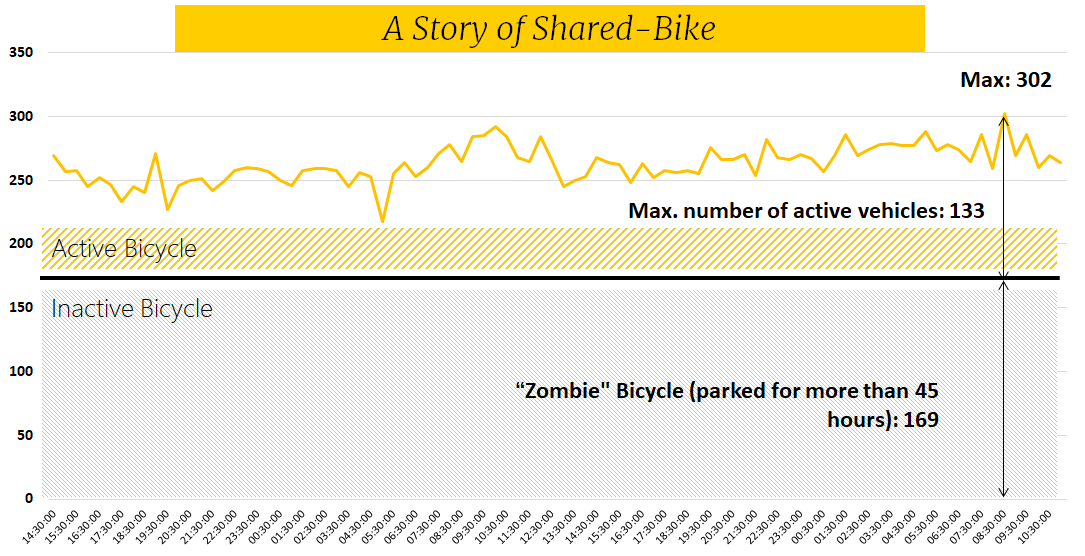 A Story of Shared-Bike
350
Max: 302
300
250
Max. number of active vehicles: 133
200
Active Bicycle
150
Inactive Bicycle
100
“Zombie" Bicycle (parked for more than 45
hours): 169
50
0
14:30:00 15:30:00 16:30:00 17:30:00 18:30:00 19:30:00 20:30:00 21:30:00 22:30:00 23:30:00 00:30:00 01:30:00 02:30:00 03:30:00 04:30:00 05:30:00 06:30:00 07:30:00 08:30:00 09:30:00 10:30:00 11:30:00 12:30:00 13:30:00 14:30:00 15:30:00 16:30:00 17:30:00 18:30:00 19:30:00 20:30:00 21:30:00 22:30:00 23:30:00 00:30:00 01:30:00 02:30:00 03:30:00 04:30:00 05:30:00 06:30:00 07:30:00 08:30:00 09:30:00 10:30:00